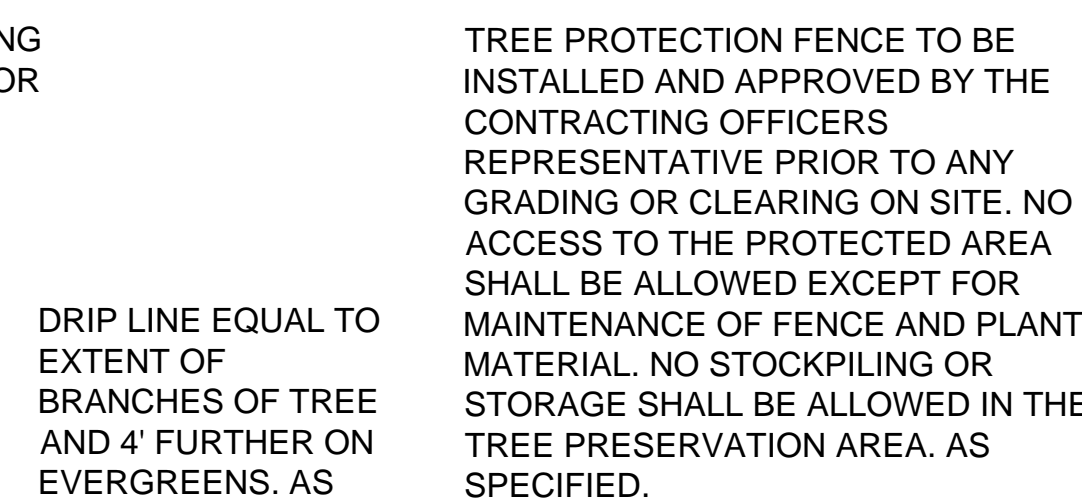 NG
OR
DRIP LINE EQUAL TO
EXTENT OF
BRANCHES OF TREE
AND 4' FURTHER ON
EVERGREENS. AS
TREE PROTECTION FENCE TO BE
INSTALLED AND APPROVED BY THE
CONTRACTING OFFICERS
REPRESENTATIVE PRIOR TO ANY
GRADING OR CLEARING ON SITE. NO
ACCESS TO THE PROTECTED AREA
SHALL BE ALLOWED EXCEPT FOR
MAINTENANCE OF FENCE AND PLANT
MATERIAL. NO STOCKPILING OR
STORAGE SHALL BE ALLOWED IN THE
TREE PRESERVATION AREA. AS
SPECIFIED.